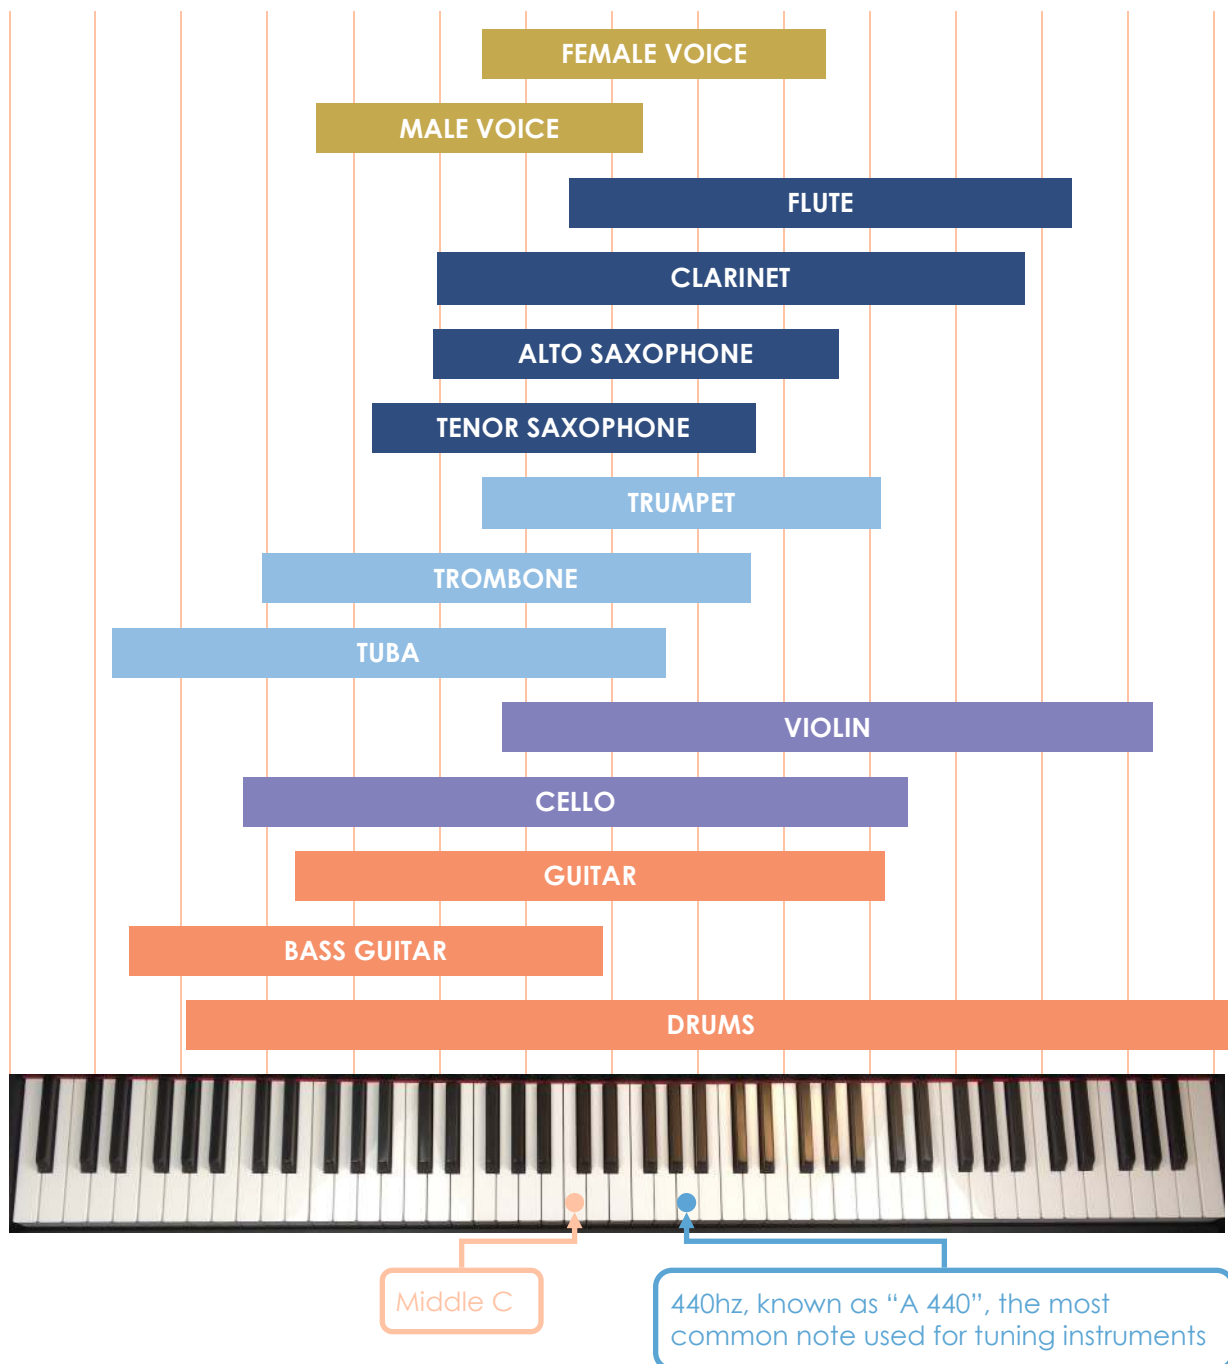 FEMALE VOICE
MALE VOICE
FLUTE
CLARINET
ALTO SAXOPHONE
TENOR SAXOPHONE
TRUMPET
TROMBONE
TUBA
VIOLIN
CELLO
GUITAR
BASS GUITAR
DRUMS
Middle C
440hz, known as “A 440”, the most
common note used for tuning instruments